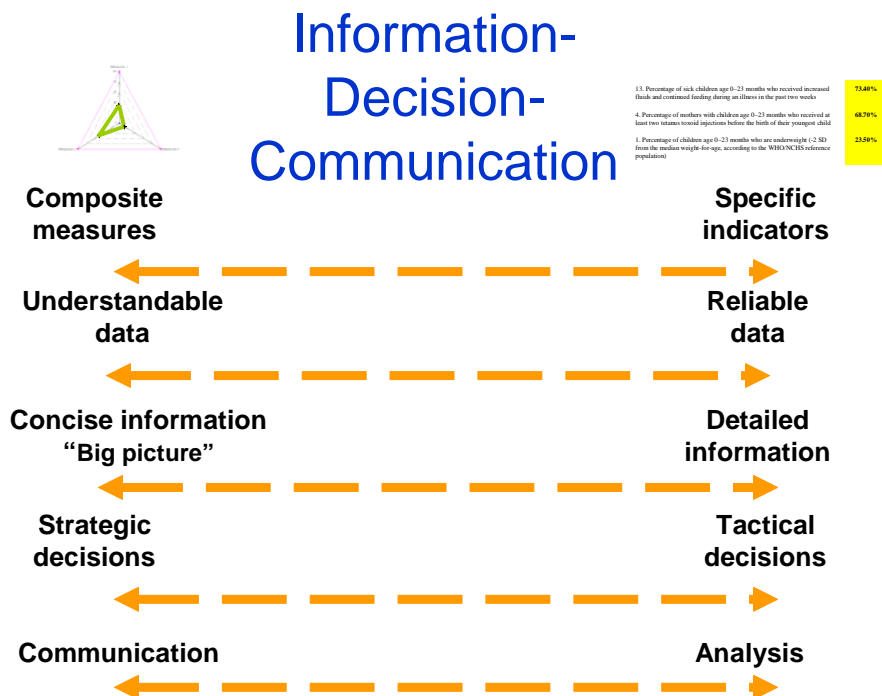 Information-
Decision-
Communication
13. Percentage of sick children age 0–23 months who received increased
fluids and continued feeding during an illness in the past two weeks
73.40%
4. Percentage of mothers with children age 0–23 months who received at
least two tetanus toxoid injections before the birth of their youngest child
68.70%
1. Percentage of children age 0–23 months who are underweight (-2 SD
from the median weight-for-age, according to the WHO/NCHS reference
population)
23.50%
Composite
measures
Specific
indicators
Understandable
data
Reliable
data
Concise information
“Big picture”
Detailed
information
Strategic
decisions
Tactical
decisions
Communication
Analysis